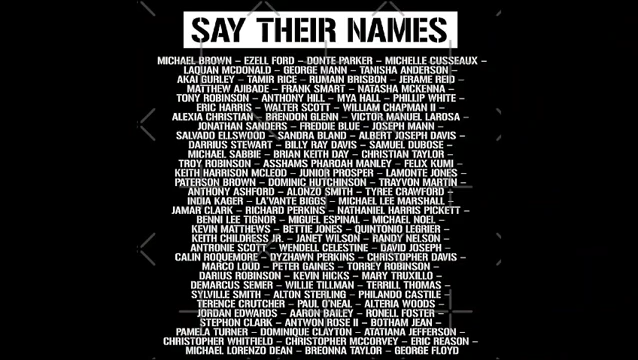 SAY THEIR NAMES
MICHAEL BROWN – EZELL FORD – DONTE PARKER – MICHELLE CUSSEAUX –
LAQUAN MCDONALD – GEORGE MANN – TANISHA ANDERSON –
AKAI GURLEY – TAMIR RICE – RUMAIN BRISBON – JERAME REID –
MATTHEW AJIBADE – FRANK SMART – NATASHA MCKENNA –
TONY ROBINSON – ANTHONY HILL – MYA HALL – PHILLIP WHITE –
ERIC HARRIS – WALTER SCOTT – WILLIAM CHAPMAN II –
ALEXIA CHRISTIAN – BRENDON GLENN – VICTOR MANUEL LAROSA –
JONATHAN SANDERS – FREDDIE BLUE – JOSEPH MANN –
SALVADO ELLSWOOD – SANDRA BLAND – ALBERT JOSEPH DAVIS –
DARRIUS STEWART – BILLY RAY DAVIS – SAMUEL DUBOSE –
MICHAEL SABBIE – BRIAN KEITH DAY – CHRISTIAN TAYLOR –
TROY ROBINSON – ASSHAMS PHAROAH MANLEY – FELIX KUMI –
KEITH HARRISON MCLEOD – JUNIOR PROSPER – LAMONTE JONES –
PATERSON BROWN – DOMINIC HUTCHINSON – TRAYVON MARTIN –
ANTHONY ASHFORD – ALONZO SMITH – TYREE CRAWFORD –
INDIA KAGER – LA'VANTE BIGGS – MICHAEL LEE MARSHALL –
JAMAR CLARK – RICHARD PERKINS – NATHANIEL HARRIS PICKETT –
BENNI LEE TIGNOR – MIGUEL ESPINAL – MICHAEL NOEL –
KEVIN MATTHEWS – BETTIE JONES – QUINTONIO LEGRIER –
KEITH CHILDRESS JR. – JANET WILSON – RANDY NELSON –
ANTRONIE SCOTT – WENDELL CELESTINE – DAVID JOSEPH –
CALIN ROQUEMORE – DYZHAWN PERKINS – CHRISTOPHER DAVIS –
MARCO LOUD – PETER GAINES – TORREY ROBINSON –
DARIUS ROBINSON – KEVIN HICKS – MARY TRUXILLO –
DEMARCUS SEMER – WILLIE TILLMAN – TERRILL THOMAS –
SYLVILLE SMITH – ALTON STERLING – PHILANDO CASTILE –
TERENCE CRUTCHER – PAUL O'NEAL – ALTERIA WOODS –
JORDAN EDWARDS – AARON BAILEY – RONELL FOSTER –
STEPHON CLARK – ANTWON ROSE II – BOTHAM JEAN –
PAMELA TURNER – DOMINIQUE CLAYTON – ATATIANA JEFFERSON –
CHRISTOPHER WHITFIELD – CHRISTOPHER MCCORVEY – ERIC REASON –
MICHAEL LORENZO DEAN – BREONNA TAYLOR – GEORGE FLOYD